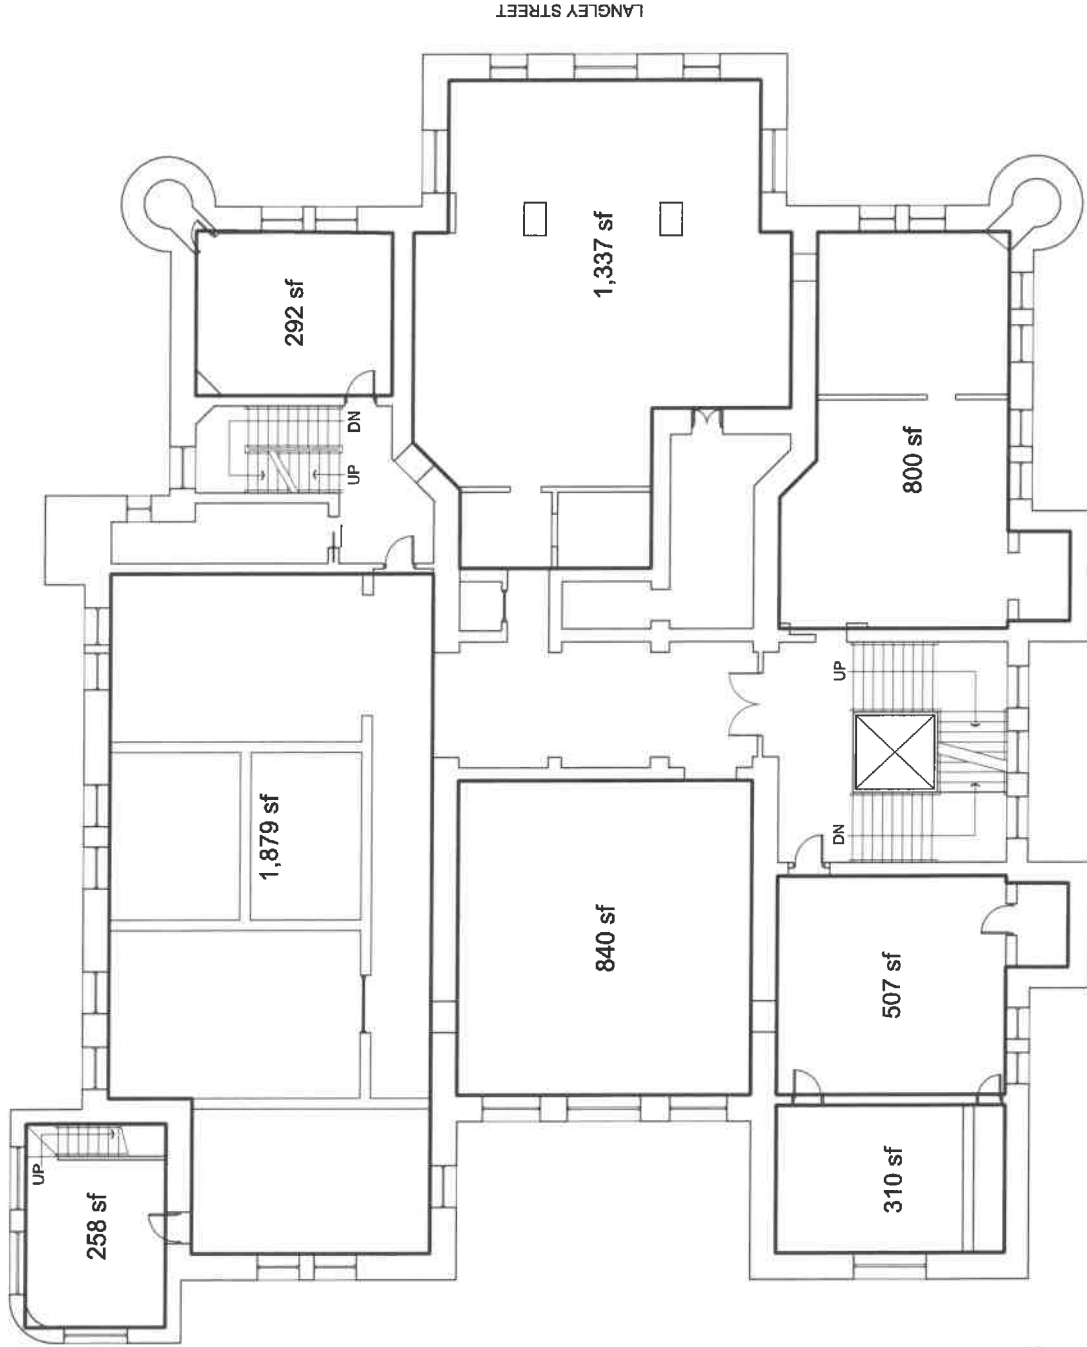 LANGLEY STREET
292 sf
1,337 sf
DN
UP
800 sf
1,879 sf
UP
DN
840 sf
507 sf
UP
258 sf
310 sf